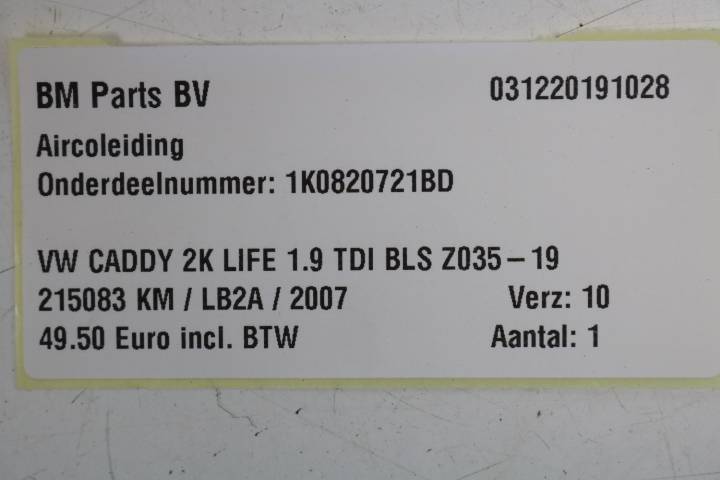 BM Parts BV 031220191028
Aircoleiding
Onderdeelnummer: 1K0820721BD
VW CADDY 2K LIFE 1.9 TDI BLS Z035-19
215083 KM / LB2A / 2007 Verz: 10
49.50 Euro incl. BTW Aantal: 1